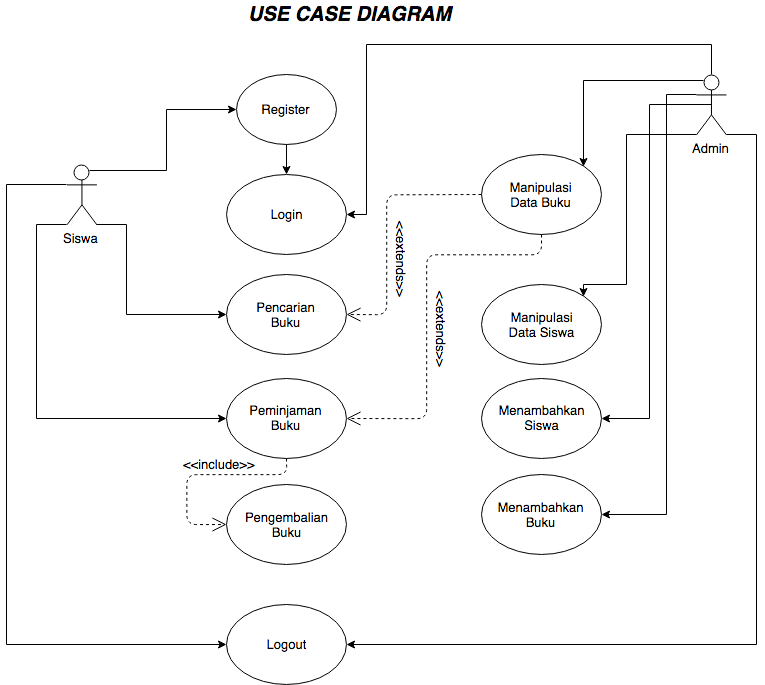 USE CASE DIAGRAM
Register
Login
Siswa
Admin
Manipulasi
Data Buku
<<extends>>
Pencarian
Buku
<<extends>>
Manipulasi
Data Siswa
Peminjaman
Buku
Menambahkan
Siswa
<<include>>
Pengembalian
Buku
Menambahkan
Buku
Logout